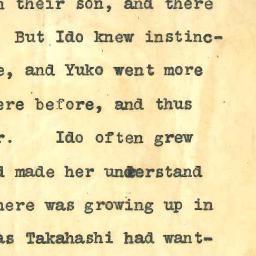 their son, and there
But Ido knew instinc-
, and Yuko went more
ere before, and thus
r. Ido often grew
made her understand
here was growing up in
as Takahashi had want-